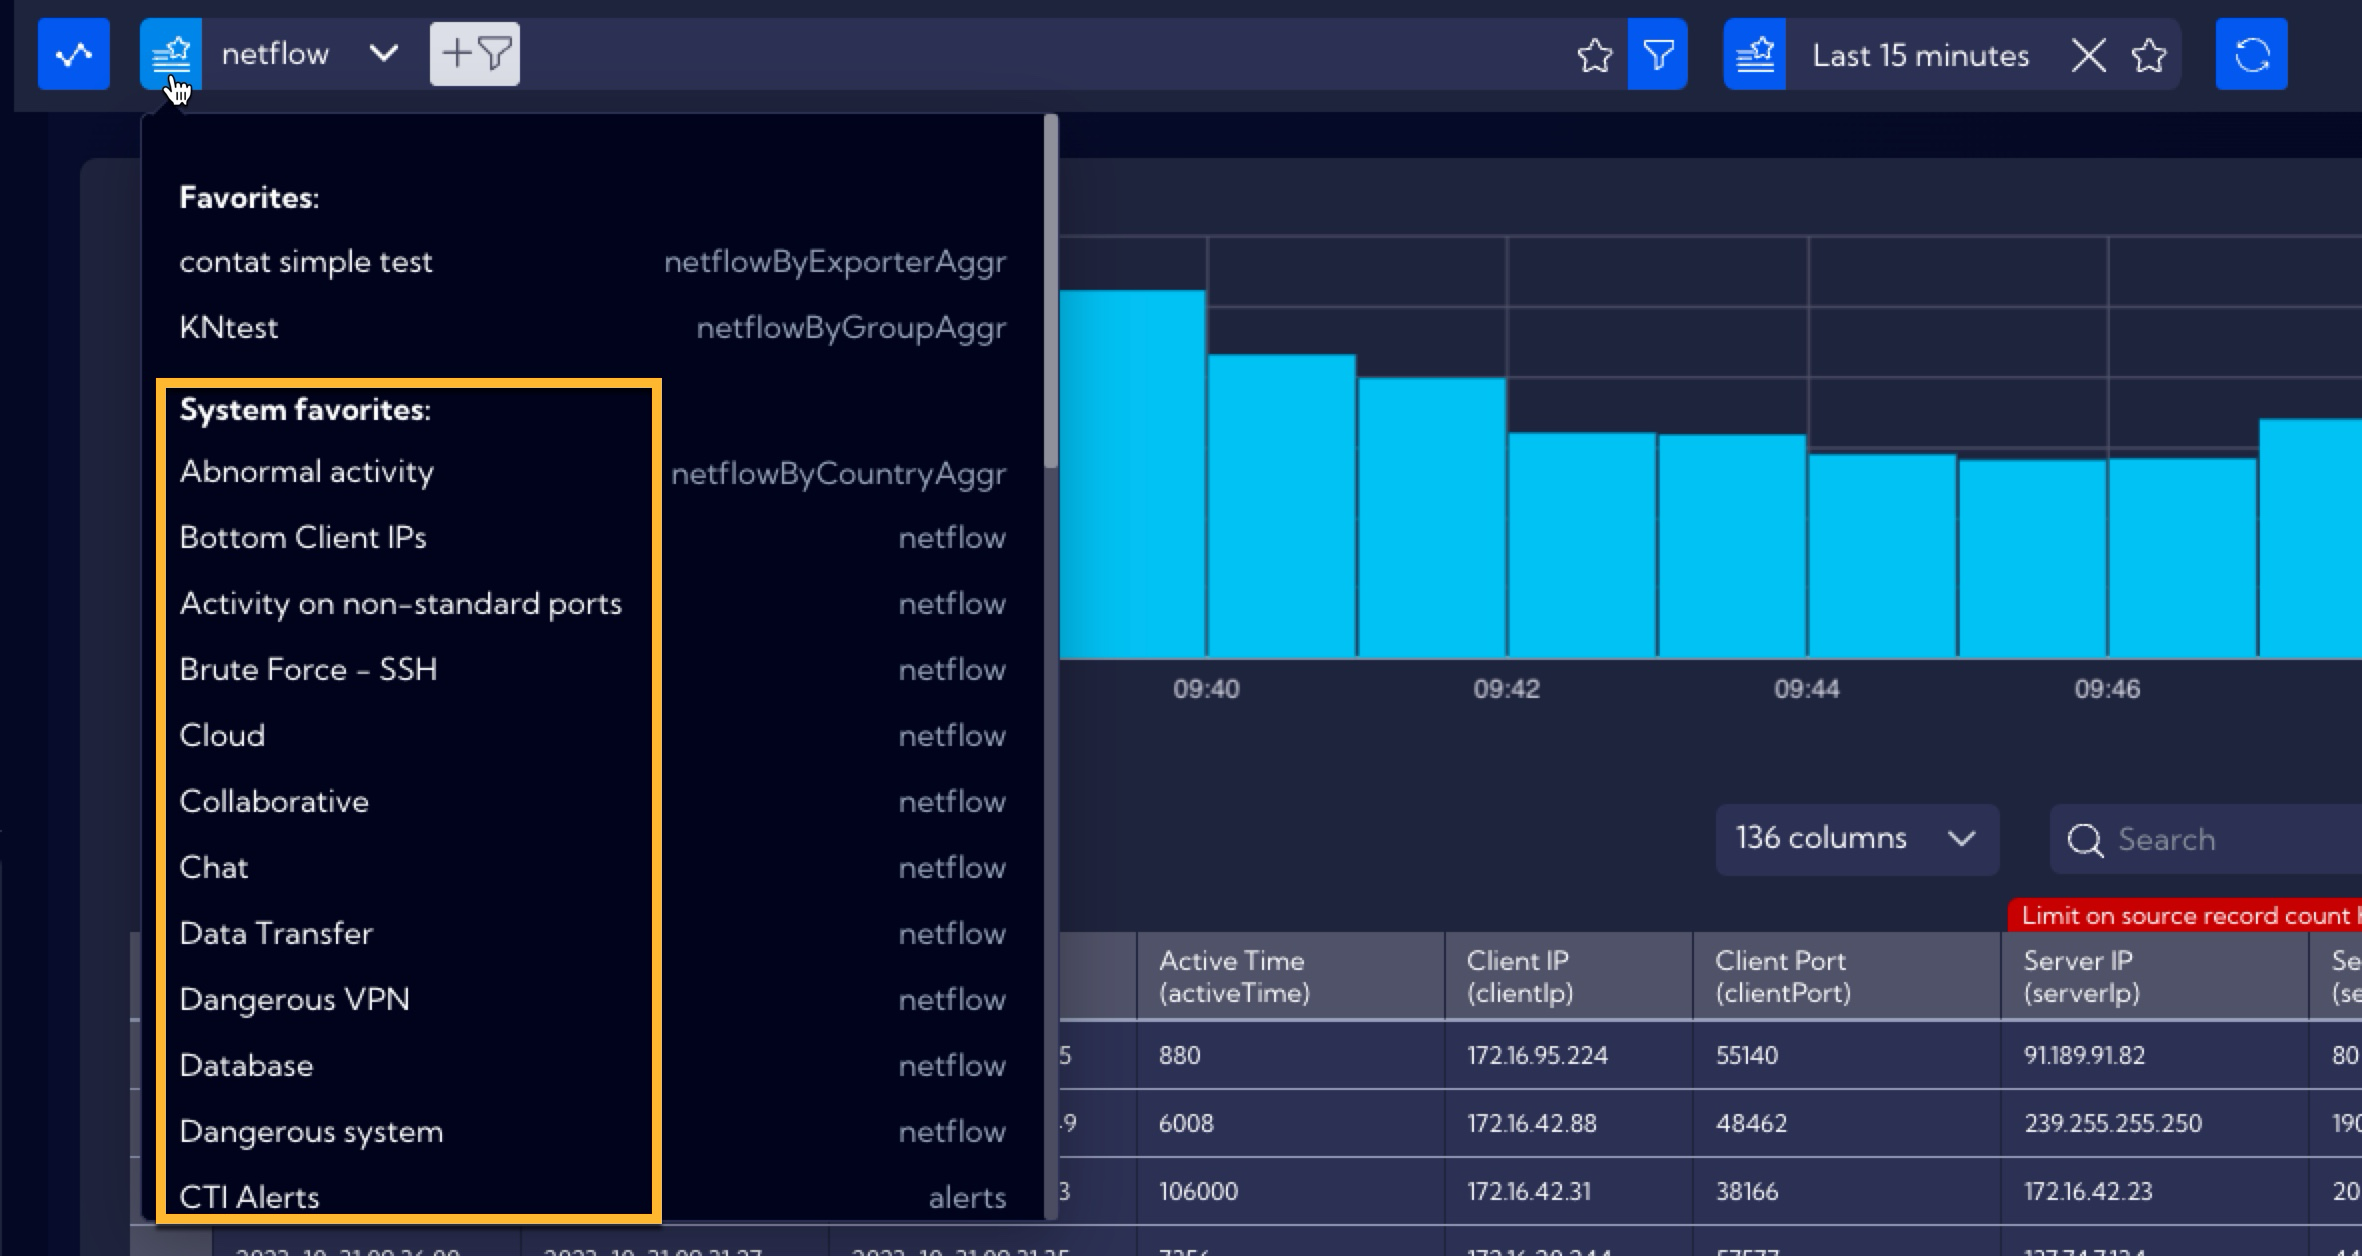 netflow
Last 15 minutes
Favorites:
contat simple test netflowByExporterAggr
KNtest netflowByGroupAggr
System favorites:
Abnormal activity netflowByCountryAggr
Bottom Client IPs netflow
Activity on non-standard ports netflow
Brute Force - SSH netflow
Cloud netflow
Collaborative netflow
Chat netflow
Data Transfer netflow
Dangerous VPN netflow
Database netflow
Dangerous system netflow
CTI Alerts alerts
09:40 09:42 09:44 09:46
136 columns
Search
Limit on source record count
Active Time Client IP Client Port Server IP Se
(activeTime) (clientIp) (clientPort) (serverIp) (se
5 880 172.16.95.224 55140 91.189.91.82 80
9 6008 172.16.42.88 48462 239.255.255.250 190
3 106000 172.16.42.31 38166 172.16.42.23 20